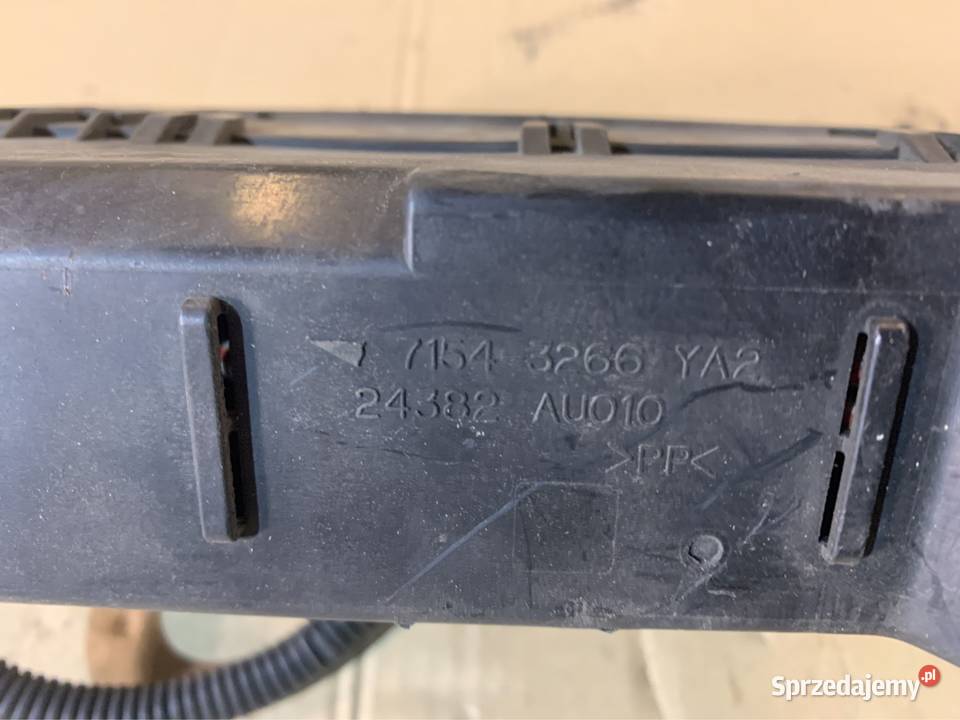 7154 3266 YA2
24382 AU010
>PP<
Sprzedajemy.pl